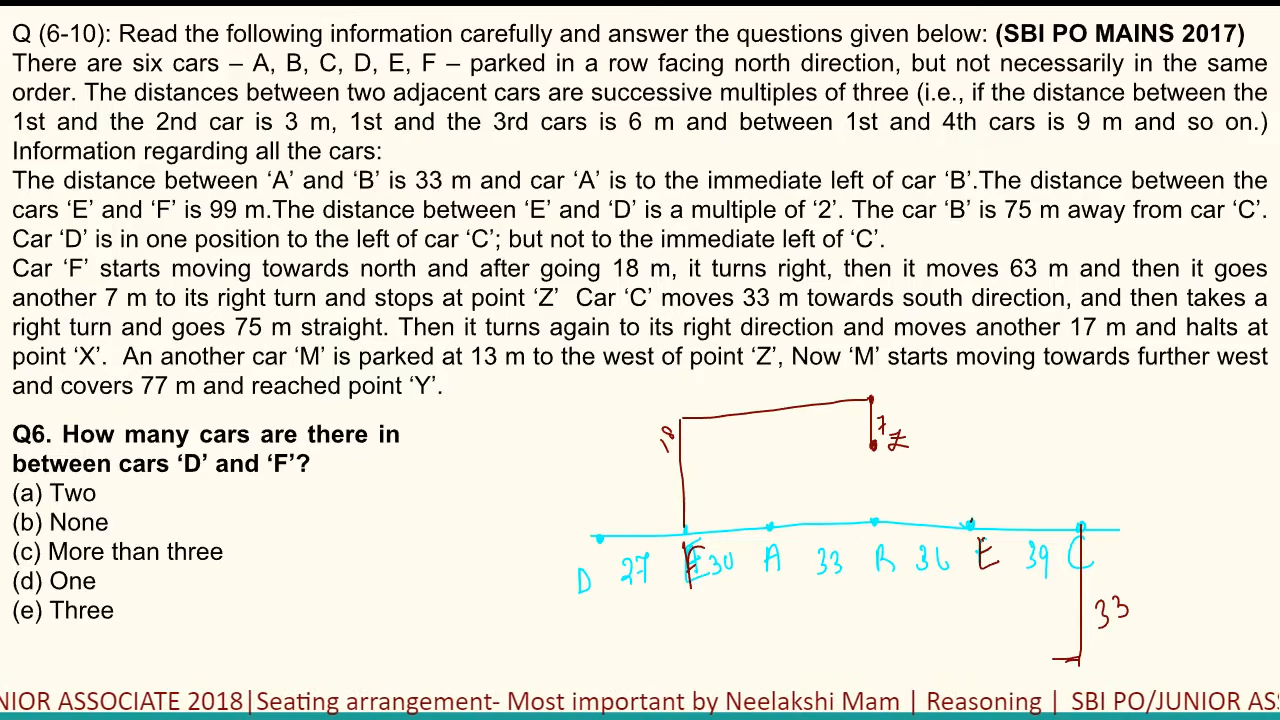 Q (6-10): Read the following information carefully and answer the questions given below: (SBI PO MAINS 2017)
There are six cars – A, B, C, D, E, F – parked in a row facing north direction, but not necessarily in the same
order. The distances between two adjacent cars are successive multiples of three (i.e., if the distance between the
1st and the 2nd car is 3 m, 1st and the 3rd cars is 6 m and between 1st and 4th cars is 9 m and so on.)
Information regarding all the cars:
The distance between ‘A’ and ‘B’ is 33 m and car ‘A’ is to the immediate left of car ‘B’.The distance between the
cars ‘E’ and ‘F’ is 99 m.The distance between ‘E’ and ‘D’ is a multiple of ‘2’. The car ‘B’ is 75 m away from car ‘C’.
Car ‘D’ is in one position to the left of car ‘C’; but not to the immediate left of ‘C’.
Car ‘F’ starts moving towards north and after going 18 m, it turns right, then it moves 63 m and then it goes
another 7 m to its right turn and stops at point ‘Z’ Car ‘C’ moves 33 m towards south direction, and then takes a
right turn and goes 75 m straight. Then it turns again to its right direction and moves another 17 m and halts at
point ‘X’. An another car ‘M’ is parked at 13 m to the west of point ‘Z’, Now ‘M’ starts moving towards further west
and covers 77 m and reached point ‘Y’.
Q6. How many cars are there in
between cars ‘D’ and ‘F’?
(a) Two
(b) None
(c) More than three
(d) One
(e) Three
18
7 Z
D 27 F 30 A 33 B 36 E 39 C
33
NIOR ASSOCIATE 2018|Seating arrangement- Most important by Neelakshi Mam | Reasoning | SBI PO/JUNIOR AS